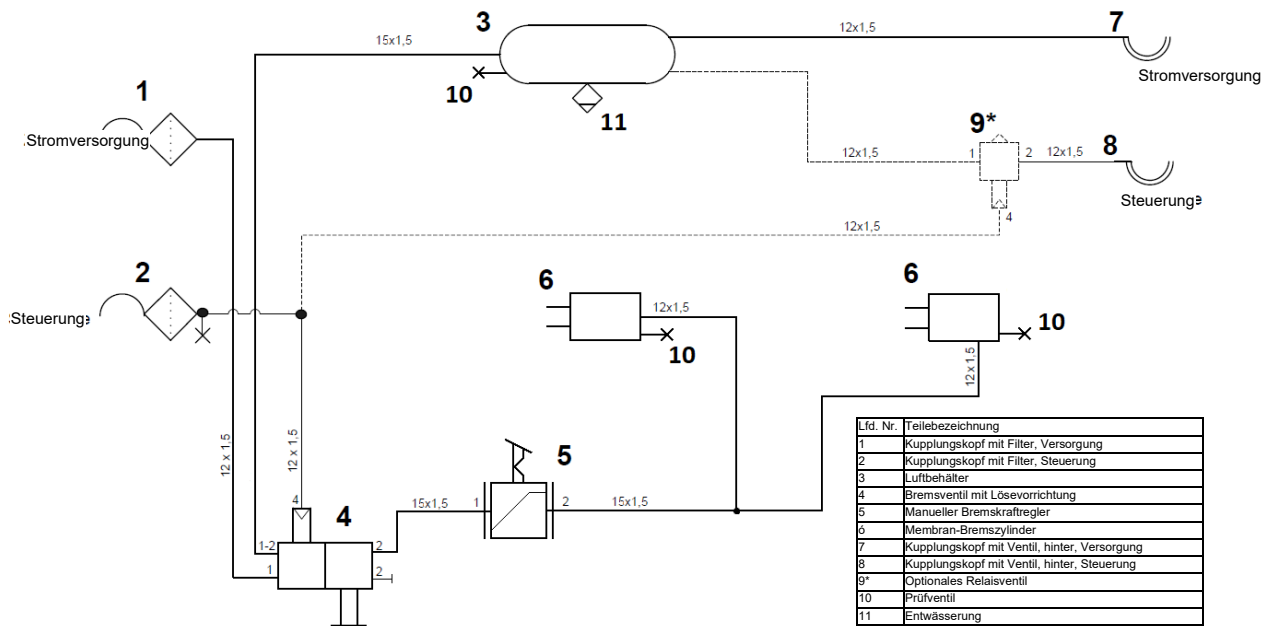 3
7
15x1,5
12x1,5
Stromversorgung
10
1
11
9*
Stromversorgung
8
1
12x1,5
2
12x1,5
Steuerung
4
12x1,5
2
6
6
Steuerung
12x1,5
10
10
12 x 1,5
12 x 1,5
12 x 1,5
5
4
4
15x1,5
1
2
15x1,5
1-2
2
1
2
Lfd. Nr. Teilebezeichnung
1 Kupplungskopf mit Filter, Versorgung
2 Kupplungskopf mit Filter, Steuerung
3 Luftbehälter
4 Bremsventil mit Lösevorrichtung
5 Manueller Bremskraftregler
6 Membran-Bremszylinder
7 Kupplungskopf mit Ventil, hinter, Versorgung
8 Kupplungskopf mit Ventil, hinter, Steuerung
9* Optionales Relaisventil
10 Prüfventil
11 Entwässerung